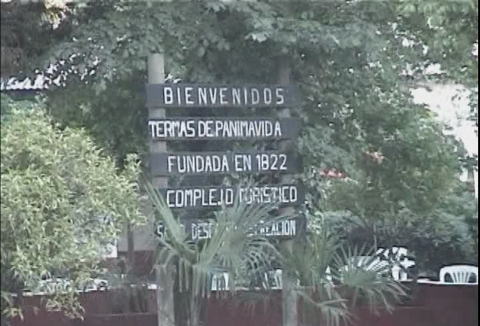 BIENVENIDOS
TERMAS DE PANIMAVIDA
FUNDADA EN 1822
COMPLEJO TURISTICO